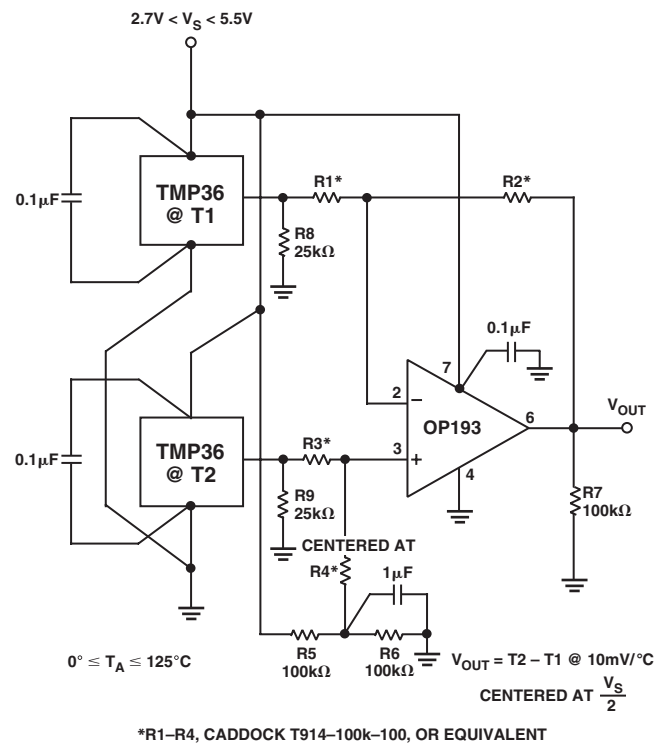 2.7V < VS < 5.5V
0.1µF
TMP36
@ T1
R1*
R2*
R8
25kΩ
0.1µF
7
2
–
OP193
6
VOUT
3
+
4
0.1µF
TMP36
@ T2
R3*
R9
25kΩ
R7
100kΩ
CENTERED AT
R4*
1µF
R5
100kΩ
R6
100kΩ
0° ≤ TA ≤ 125°C
VOUT = T2 – T1 @ 10mV/°C
CENTERED AT VS
2
*R1–R4, CADDOCK T914–100k–100, OR EQUIVALENT